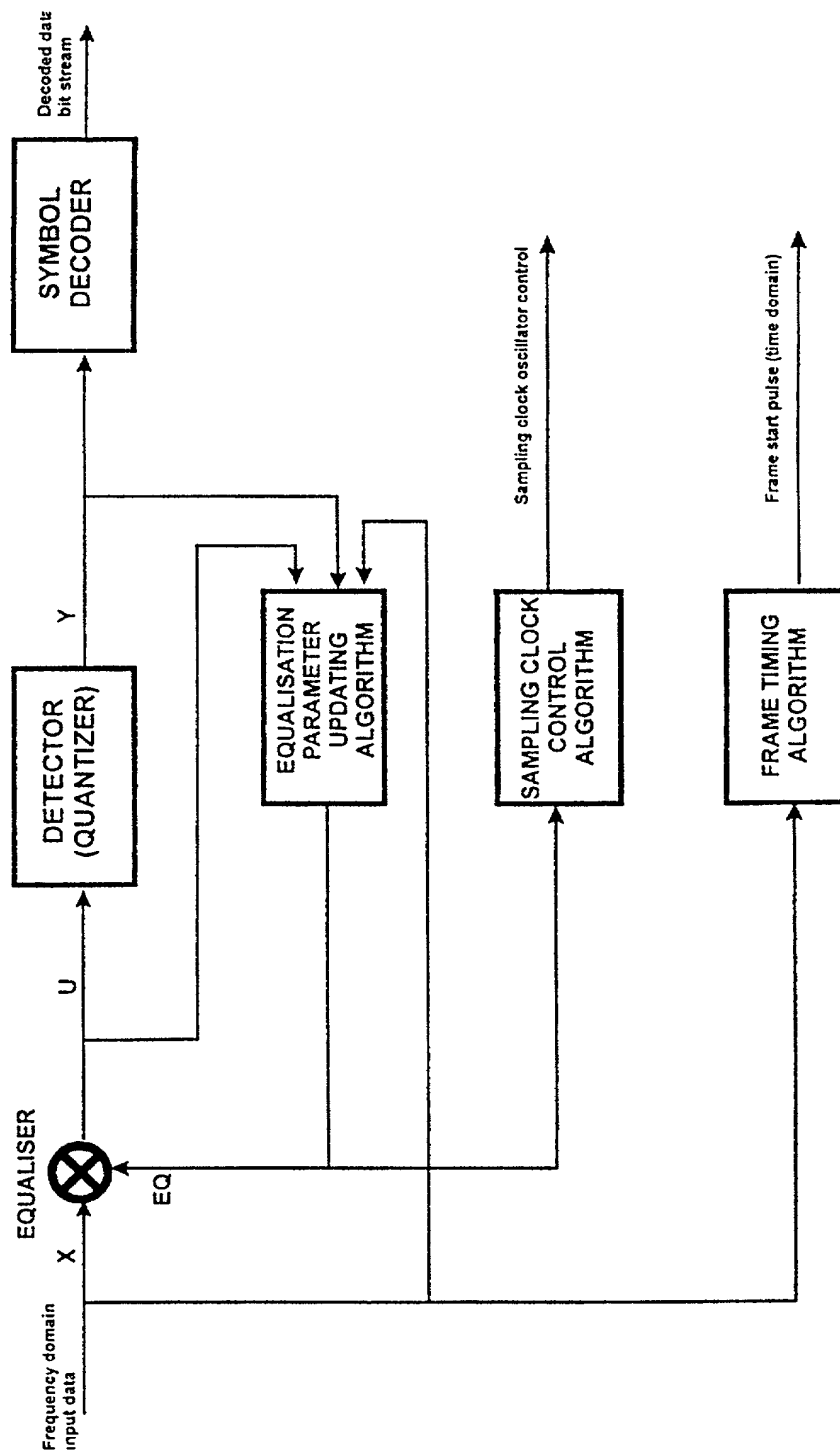 Frequency domain
input data
X
EQUALISER
EQ
U
DETECTOR
(QUANTIZER)
Y
SYMBOL
DECODER
Decoded data
bit stream
EQUALISATION
PARAMETER
UPDATING
ALGORITHM
SAMPLING CLOCK
CONTROL
ALGORITHM
Sampling clock oscillator control
FRAME TIMING
ALGORITHM
Frame start pulse (time domain)